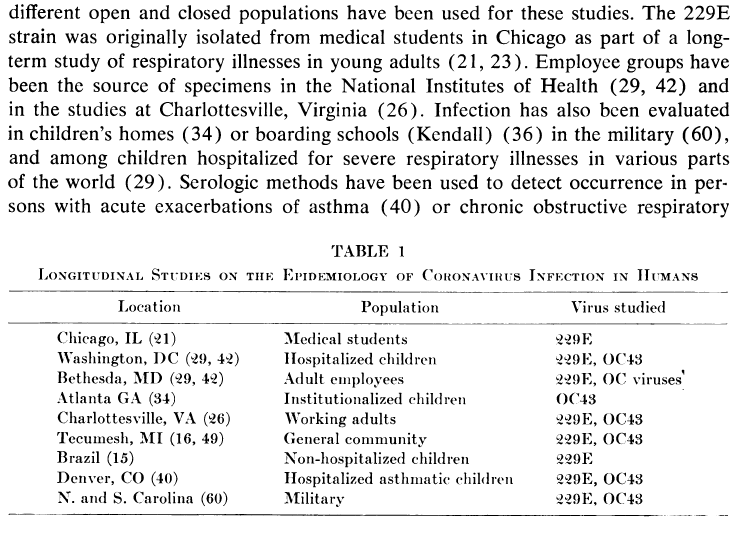 different open and closed populations have been used for these studies. The 229E
strain was originally isolated from medical students in Chicago as part of a long-
term study of respiratory illnesses in young adults (21, 23). Employee groups have
been the source of specimens in the National Institutes of Health (29, 42) and
in the studies at Charlottesville, Virginia (26). Infection has also been evaluated
in children's homes (34) or boarding schools (Kendall) (36) in the military (60),
and among children hospitalized for severe respiratory illnesses in various parts
of the world (29). Serologic methods have been used to detect occurrence in per-
sons with acute exacerbations of asthma (40) or chronic obstructive respiratory
TABLE 1
Longitudinal Studies on the Epidemiology of Coronavirus Infection in Humans
Location Population Virus studied
Chicago, IL (21) Medical students 229E
Washington, DC (29, 42) Hospitalized children 229E, OC43
Bethesda, MD (29, 42) Adult employees 229E, OC viruses'
Atlanta GA (34) Institutionalized children OC43
Charlottesville, VA (26) Working adults 229E, OC43
Tecumesh, MI (16, 49) General community 229E, OC43
Brazil (15) Non-hospitalized children 229E
Denver, CO (40) Hospitalized asthmatic children 229E, OC43
N. and S. Carolina (60) Military 229E, OC43